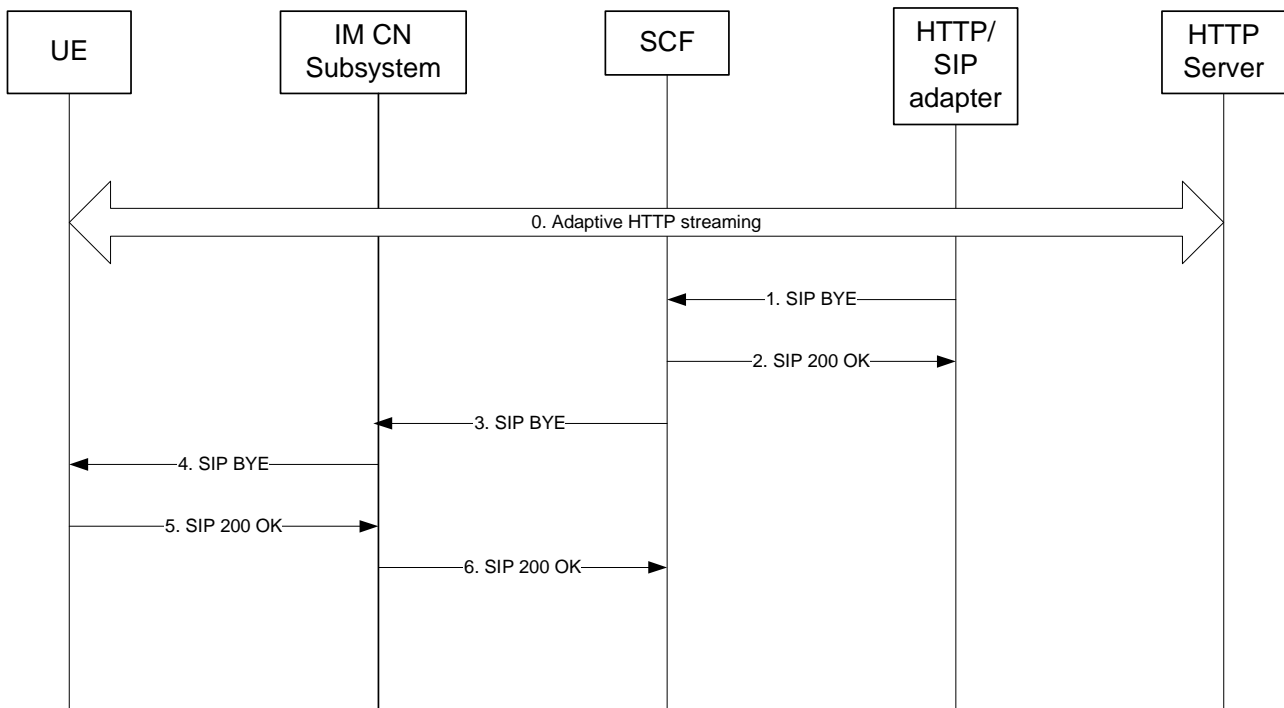 UE
IM CN
Subsystem
SCF
HTTP/
SIP
adapter
HTTP
Server
0. Adaptive HTTP streaming
1. SIP BYE
2. SIP 200 OK
3. SIP BYE
4. SIP BYE
5. SIP 200 OK
6. SIP 200 OK